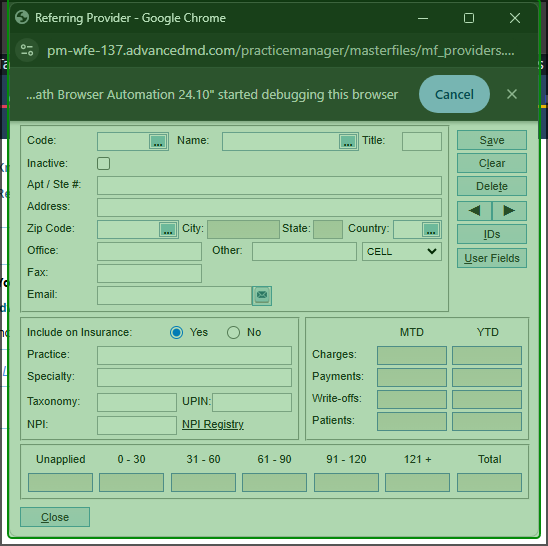 Referring Provider - Google Chrome
pm-wfe-137.advancedmd.com/practicemanager/masterfiles/mf_providers....
...ath Browser Automation 24.10" started debugging this browser Cancel
Code: ... Name: ... Title: Save
Inactive: Clear
Apt / Ste #: Delete
Address:
Zip Code: ... City: State: Country: ...
Office: Other: CELL IDs
Fax: User Fields
Email:
Include on Insurance: Yes No MTD YTD
Practice: Charges:
Specialty: Payments:
Taxonomy: UPIN: Write-offs:
NPI: NPI Registry Patients:
Unapplied 0 - 30 31 - 60 61 - 90 91 - 120 121 + Total
Close